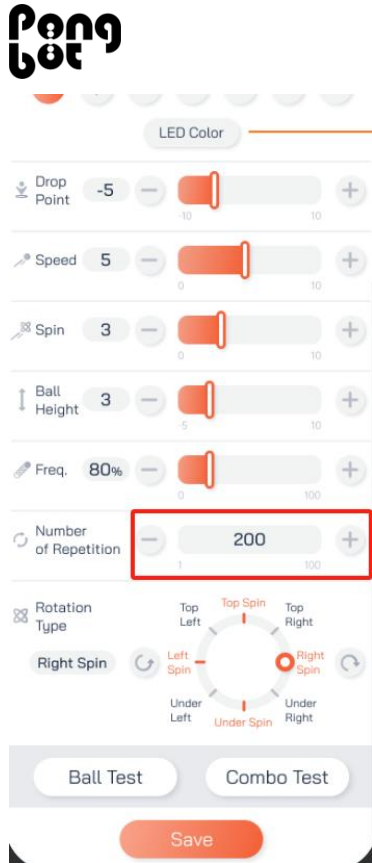 Pong
bot
LED Color
Drop
Point
-5
-10
10
Speed
5
0
10
Spin
3
0
10
Ball
Height
3
-5
10
Freq.
80%
0
100
Number
of Repetition
200
1
100
Rotation
Type
Right Spin
Top
Left
Top Spin
Top
Right
Left
Spin
Right
Spin
Under
Left
Under Spin
Under
Right
Ball Test
Combo Test
Save